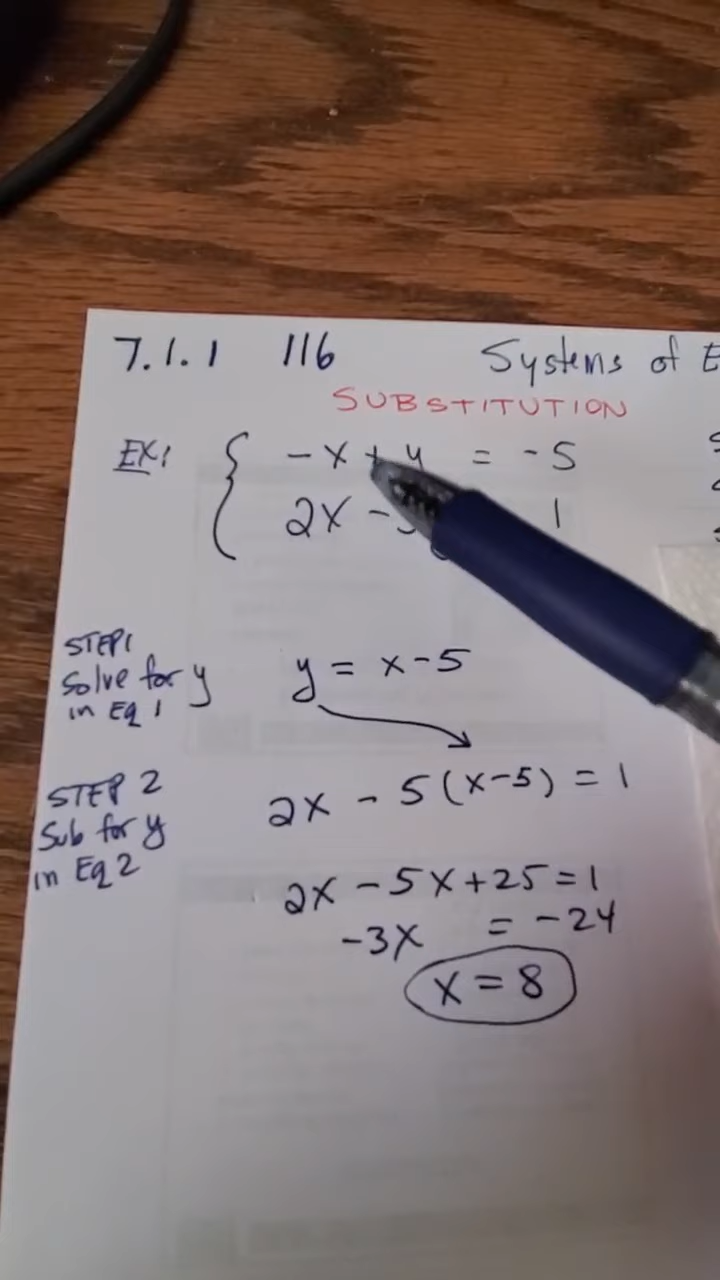 7.1.1 116 Systems of E
SUBSTITUTION
EX1 { -x + y = -5
2x - 1
STEP1
Solve for y
in Eq 1
y = x-5
STEP 2
Sub for y
in Eq 2
2x - 5(x-5) = 1
2x - 5x + 25 = 1
-3x = -24
x = 8